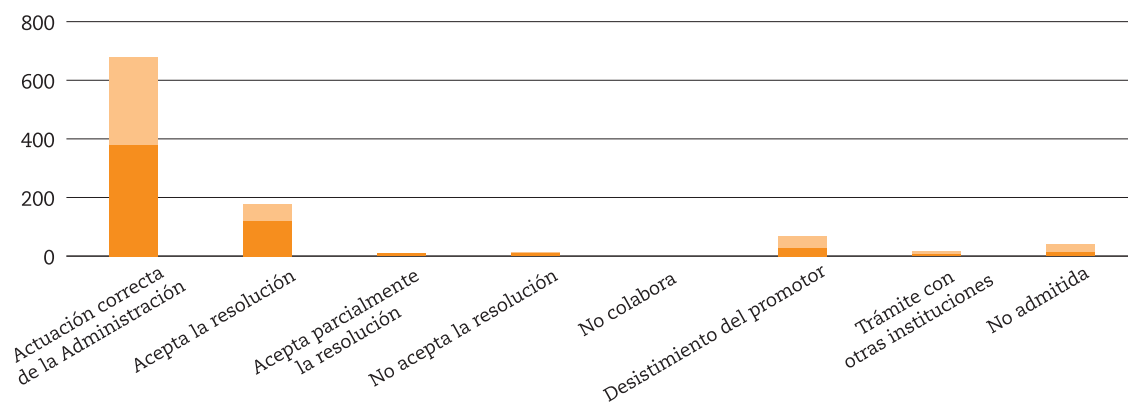 800
600
400
200
0
Actuación correcta
de la Administración
Acepta la resolución
Acepta parcialmente
la resolución
No acepta la resolución
No colabora
Desistimiento del promotor
Trámite con
otras instituciones
No admitida